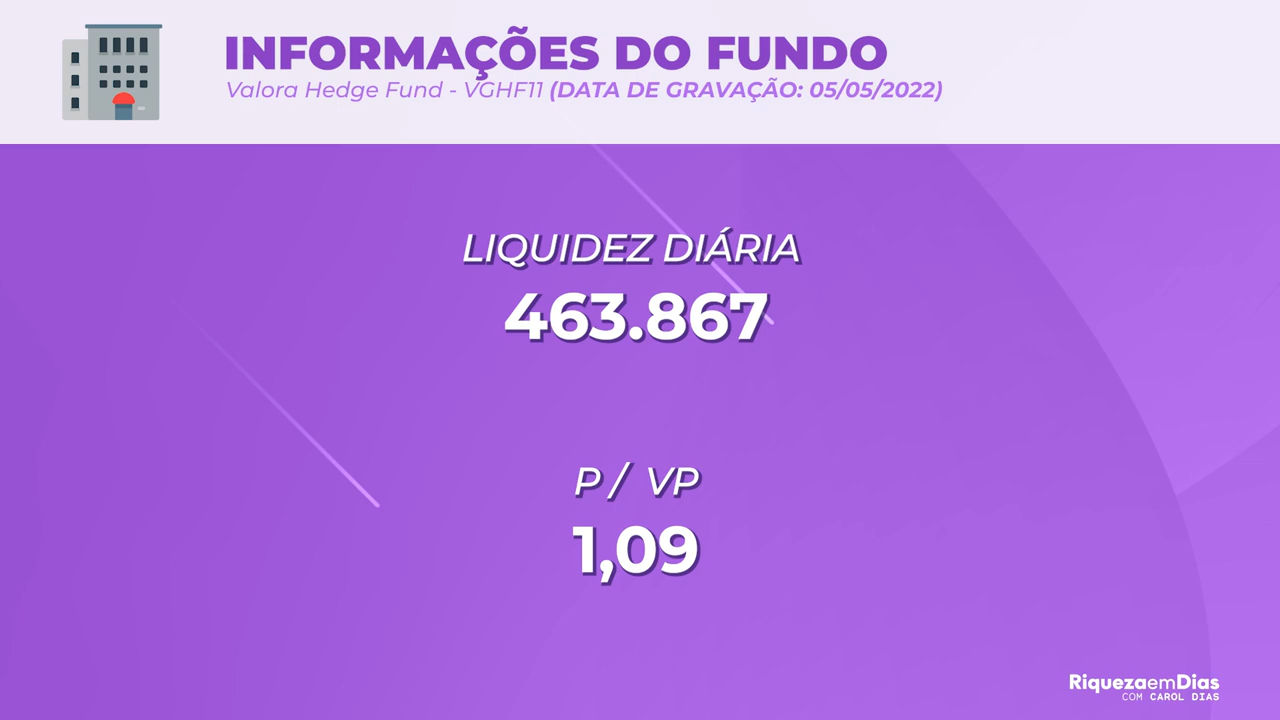 INFORMAÇÕES DO FUNDO
Valora Hedge Fund - VGHF11 (DATA DE GRAVAÇÃO: 05/05/2022)
LIQUIDEZ DIÁRIA
463.867
P / VP
1,09
RiquezaemDias
COM CAROL DIAS